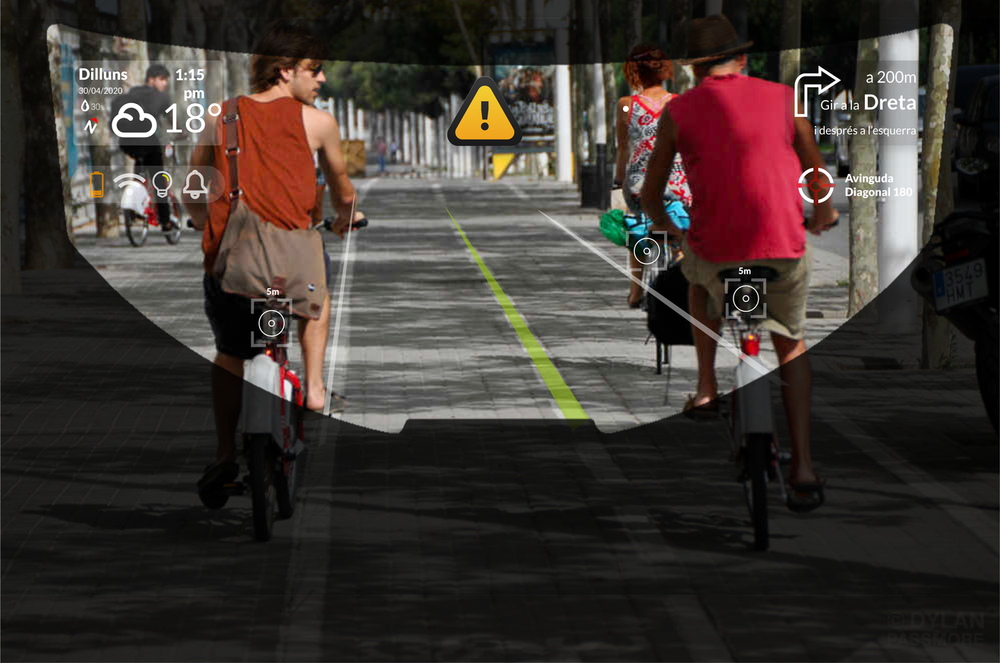 Dilluns
1:15
pm
30/04/2020
30%
18°
a 200m
Gir a la Dreta
i després a l'esquerra
Avinguda
Diagonal 180
5m
5m
3549
HMT
© DYLAN
PASSMORE